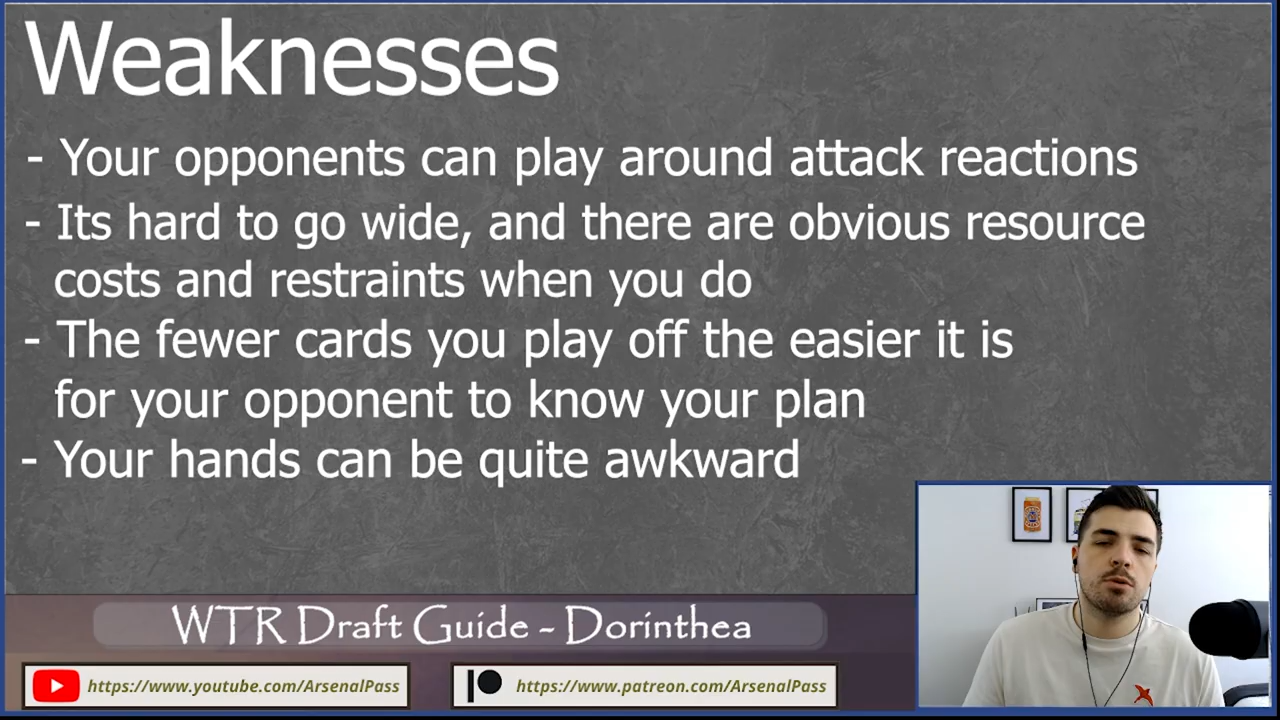 Weaknesses
- Your opponents can play around attack reactions
- Its hard to go wide, and there are obvious resource
costs and restraints when you do
- The fewer cards you play off the easier it is
for your opponent to know your plan
- Your hands can be quite awkward
WTR Draft Guide - Dorinthea
https://www.youtube.com/ArsenalPass
https://www.patreon.com/ArsenalPass